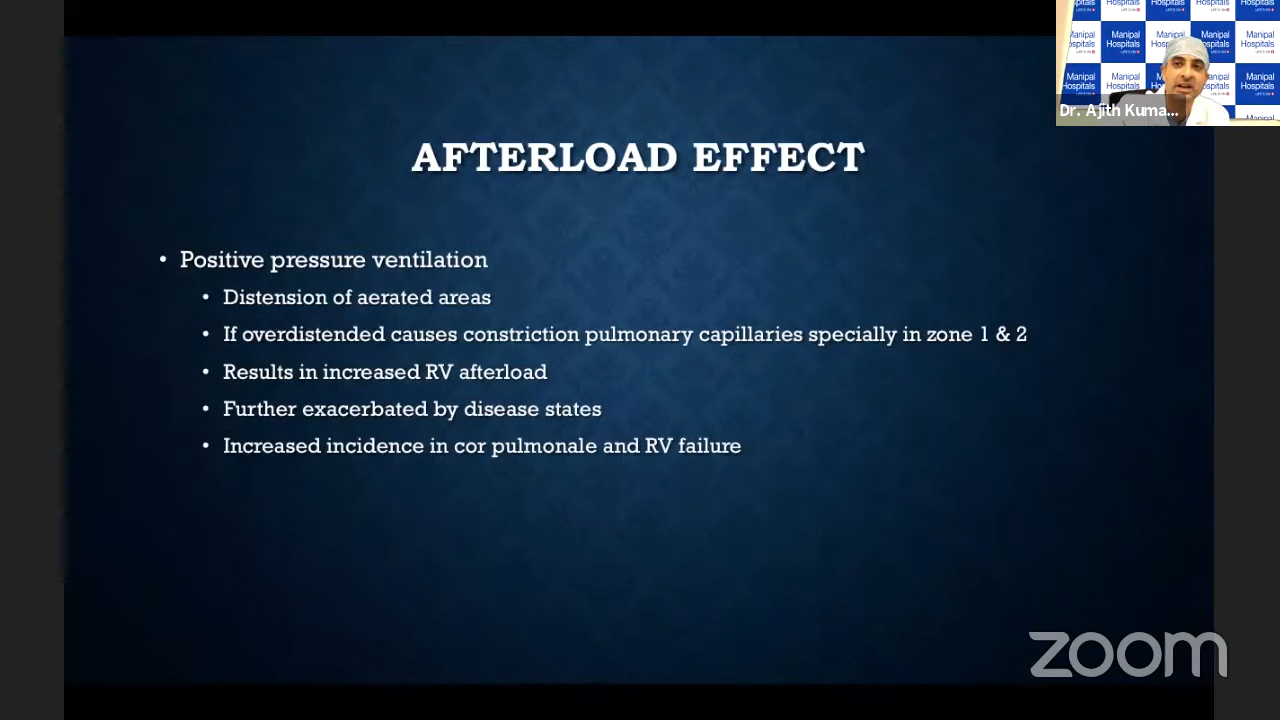 AFTERLOAD EFFECT
• Positive pressure ventilation
• Distension of aerated areas
• If overdistended causes constriction pulmonary capillaries specially in zone 1 & 2
• Results in increased RV afterload
• Further exacerbated by disease states
• Increased incidence in cor pulmonale and RV failure
Manipal
Hospitals
Dr. Ajith Kuma...
zoom